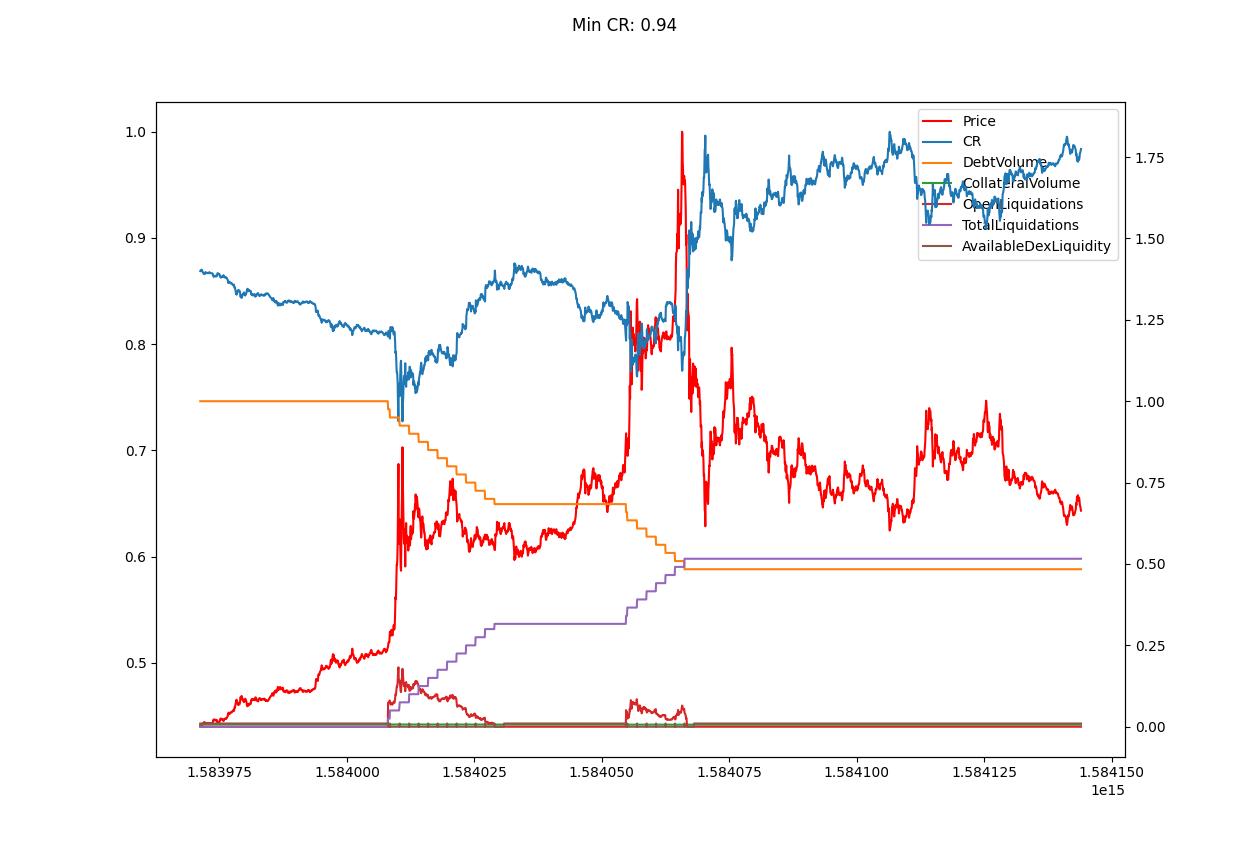 Min CR: 0.94
1.0
0.9
0.8
0.7
0.6
0.5
1.75
1.50
1.25
1.00
0.75
0.50
0.25
0.00
Price
CR
DebtVolume
CollateralVolume
OpenLiquidations
TotalLiquidations
AvailableDexLiquidity
1.583975 1.584000 1.584025 1.584050 1.584075 1.584100 1.584125 1.584150
1e15